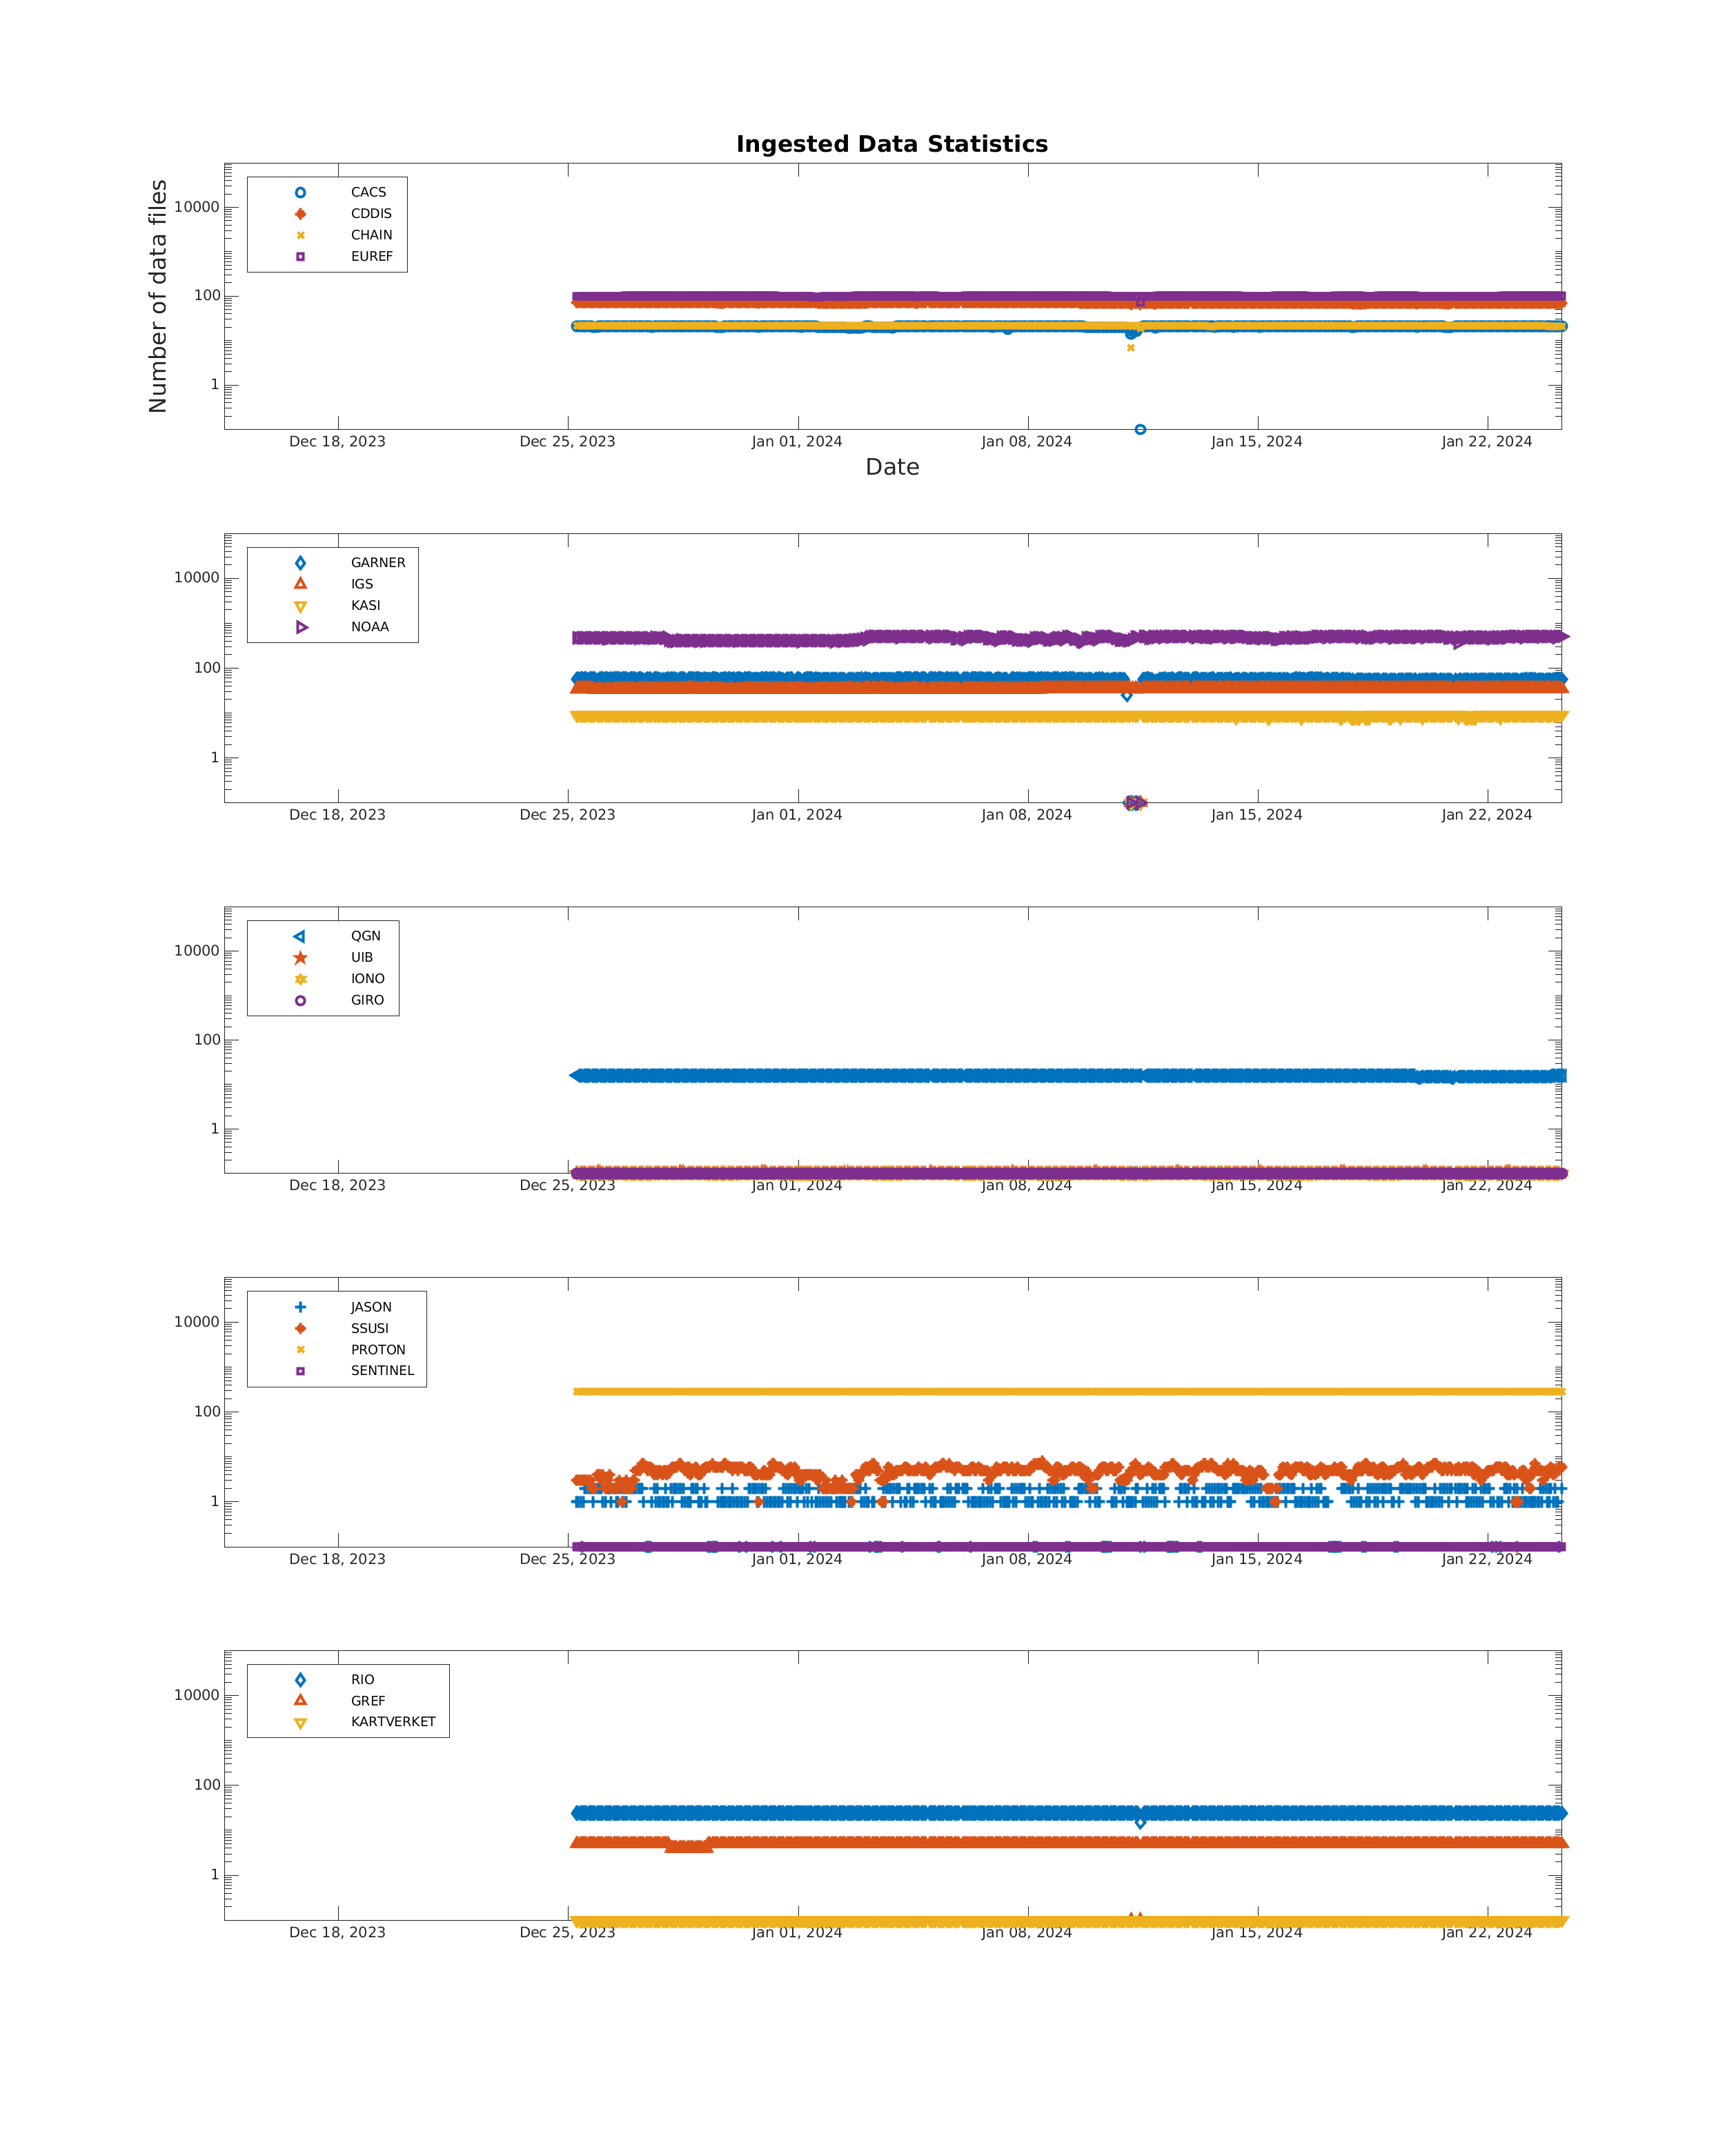 Ingested Data Statistics
Number of data files
10000
100
1
CACS
CDDIS
CHAIN
EUREF
Dec 18, 2023 Dec 25, 2023 Jan 01, 2024 Jan 08, 2024 Jan 15, 2024 Jan 22, 2024
Date
10000
100
1
GARNER
IGS
KASI
NOAA
Dec 18, 2023 Dec 25, 2023 Jan 01, 2024 Jan 08, 2024 Jan 15, 2024 Jan 22, 2024
10000
100
1
QGN
UIB
IONO
GIRO
Dec 18, 2023 Dec 25, 2023 Jan 01, 2024 Jan 08, 2024 Jan 15, 2024 Jan 22, 2024
10000
100
1
JASON
SSUSI
PROTON
SENTINEL
Dec 18, 2023 Dec 25, 2023 Jan 01, 2024 Jan 08, 2024 Jan 15, 2024 Jan 22, 2024
10000
100
1
RIO
GREF
KARTVERKET
Dec 18, 2023 Dec 25, 2023 Jan 01, 2024 Jan 08, 2024 Jan 15, 2024 Jan 22, 2024